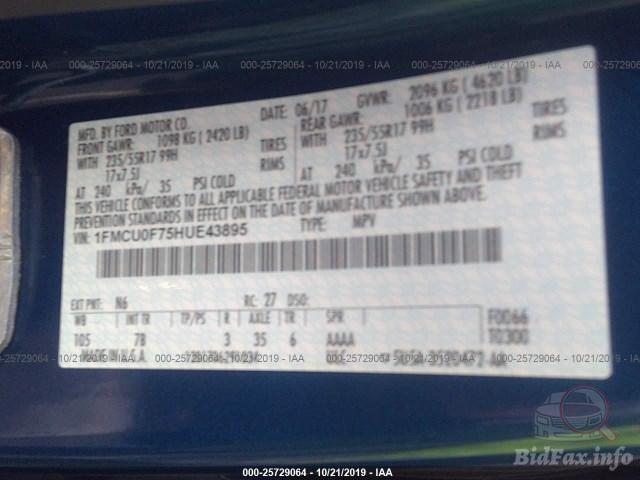 000-25729064 - 10/21/2019 - IAA
MFD. BY FORD MOTOR CO. DATE: 06/17 GVWR: 2096 KG ( 4620 LB)
FRONT GAWR: 1098 KG ( 2420 LB) REAR GAWR: 1006 KG ( 2218 LB)
WITH 235/55R17 99H TIRES WITH 235/55R17 99H TIRES
17x7.5J RIMS 17x7.5J RIMS
AT 240 kPa/ 35 PSI COLD AT 240 kPa/ 35 PSI COLD
THIS VEHICLE CONFORMS TO ALL APPLICABLE FEDERAL MOTOR VEHICLE SAFETY AND THEFT
PREVENTION STANDARDS IN EFFECT ON THE DATE OF MANUFACTURE SHOWN ABOVE.
VIN: 1FMCU0F75HUE43895 TYPE: MPV
EXT PNT: N6 RC: 27 DSO:
WB INT TR TP/PS R AXLE TR SPR
105 7B 3 35 6 AAAA
MADE IN U.S.A.
000-25729064 - 10/21/2019 - IAA
000-25729064 - 10/21/2019 - IAA
BidFax.info